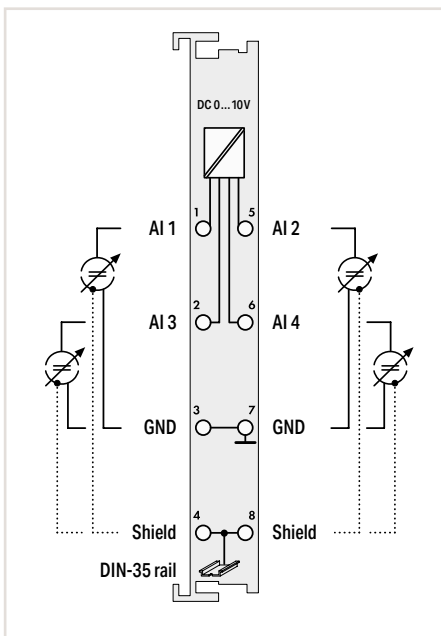 DC 0...10V
1 5
AI 1 AI 2
2 6
AI 3 AI 4
3 7
GND GND
4 8
Shield Shield
DIN-35 rail